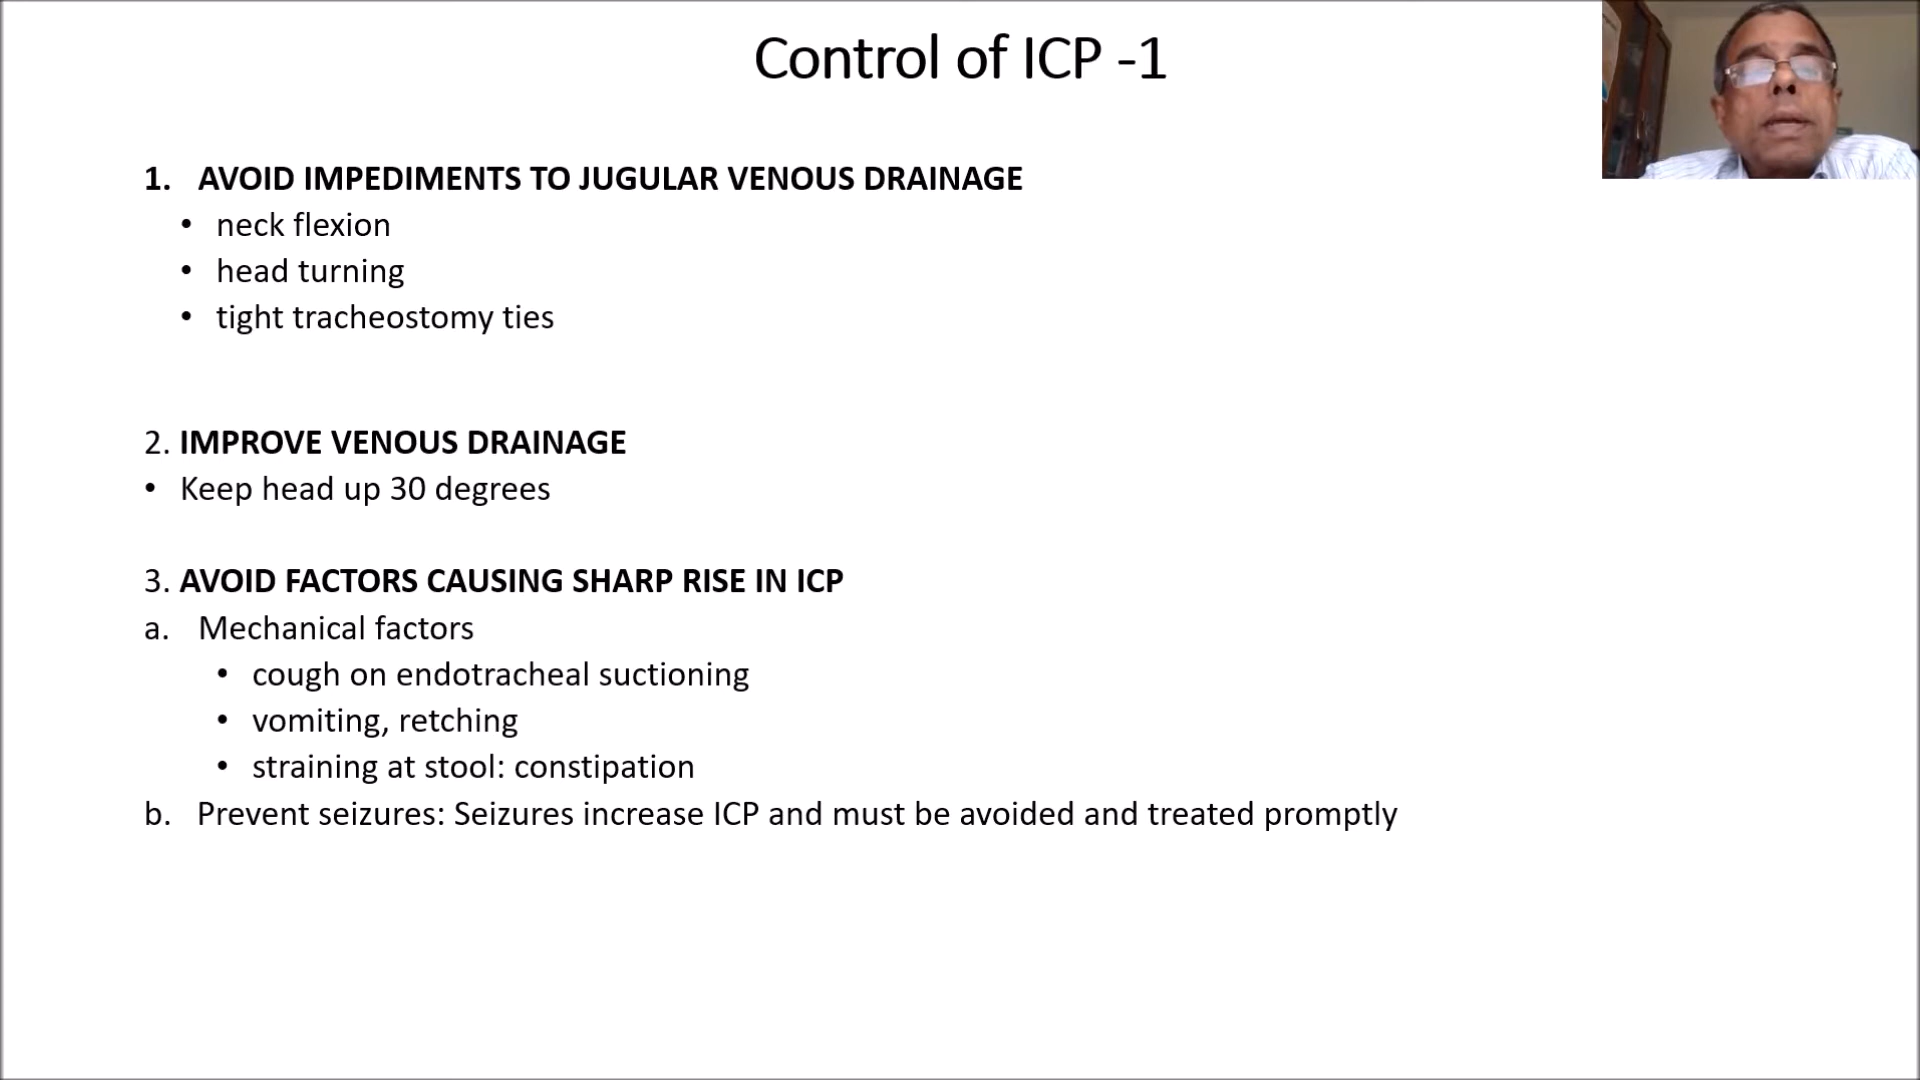 Control of ICP -1
1. AVOID IMPEDIMENTS TO JUGULAR VENOUS DRAINAGE
• neck flexion
• head turning
• tight tracheostomy ties
2. IMPROVE VENOUS DRAINAGE
• Keep head up 30 degrees
3. AVOID FACTORS CAUSING SHARP RISE IN ICP
a. Mechanical factors
• cough on endotracheal suctioning
• vomiting, retching
• straining at stool: constipation
b. Prevent seizures: Seizures increase ICP and must be avoided and treated promptly